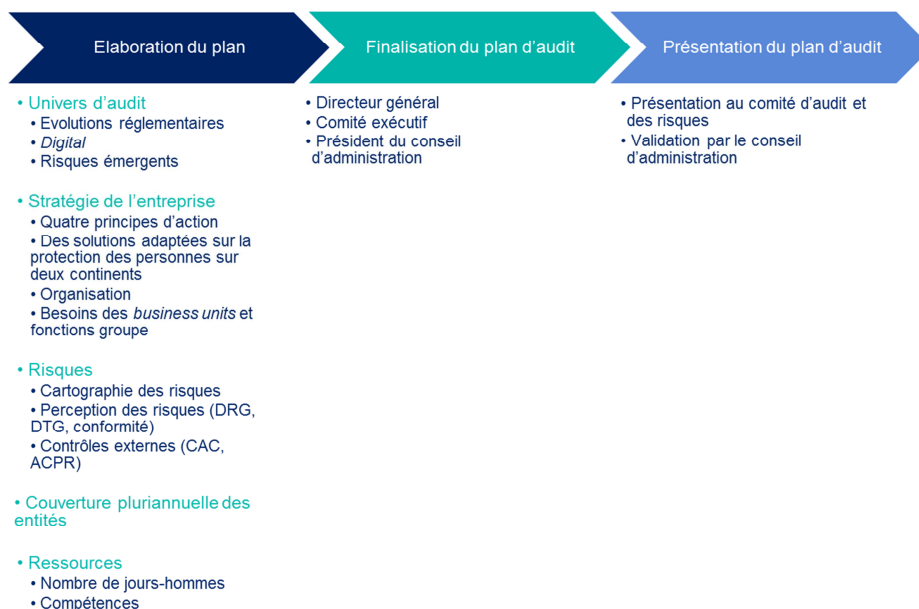 Elaboration du plan
Finalisation du plan d'audit
Présentation du plan d'audit
• Univers d'audit
• Evolutions réglementaires
• Digital
• Risques émergents
• Stratégie de l'entreprise
• Quatre principes d'action
• Des solutions adaptées sur la
protection des personnes sur
deux continents
• Organisation
• Besoins des business units et
fonctions groupe
• Risques
• Cartographie des risques
• Perception des risques (DRG,
DTG, conformité)
• Contrôles externes (CAC,
ACPR)
• Couverture pluriannuelle des
entités
• Ressources
• Nombre de jours-hommes
• Compétences
• Directeur général
• Comité exécutif
• Président du conseil
d'administration
• Présentation au comité d'audit et
des risques
• Validation par le conseil
d'administration